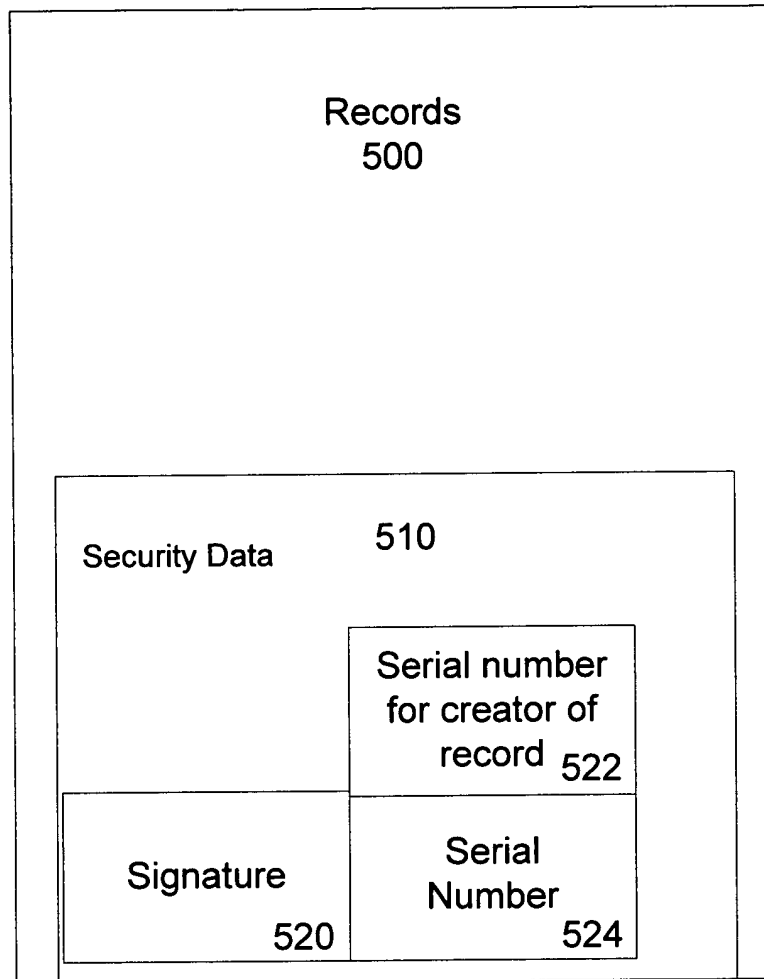 Records
500
Security Data
510
Serial number
for creator of
record
522
Signature
520
Serial
Number
524